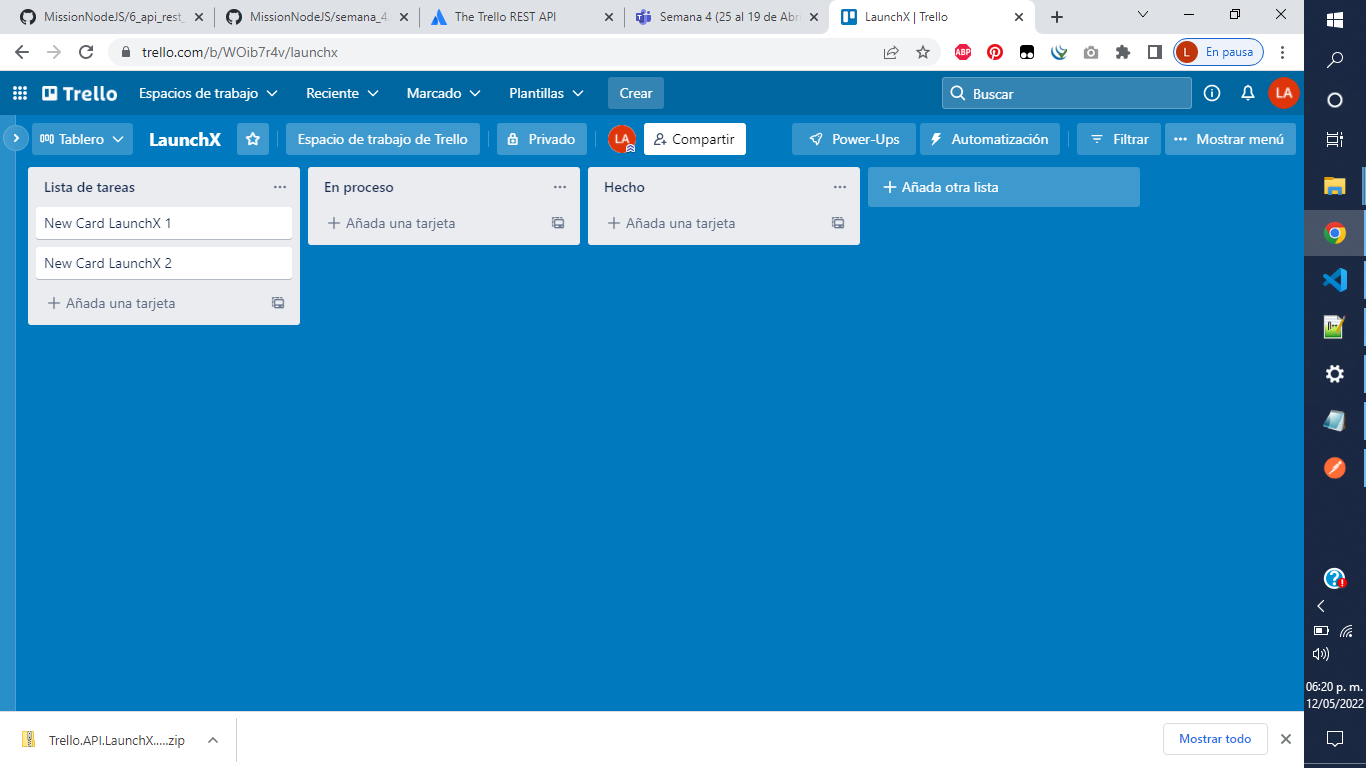 MissionNodeJS/6_api_rest_
MissionNodeJS/semana_4.
The Trello REST API
Semana 4 (25 al 19 de Abri
LaunchX | Trello
trello.com/b/WOib7r4v/launchx
ABP
L
En pausa
Trello
Espacios de trabajo
Reciente
Marcado
Plantillas
Crear
Buscar
LA
Tablero
LaunchX
Espacio de trabajo de Trello
Privado
LA
Compartir
Power-Ups
Automatización
Filtrar
Mostrar menú
Lista de tareas
New Card LaunchX 1
New Card LaunchX 2
Añada una tarjeta
En proceso
Añada una tarjeta
Hecho
Añada una tarjeta
Añada otra lista
Trello.API.LaunchX.....zip
Mostrar todo
06:20 p. m.
12/05/2022